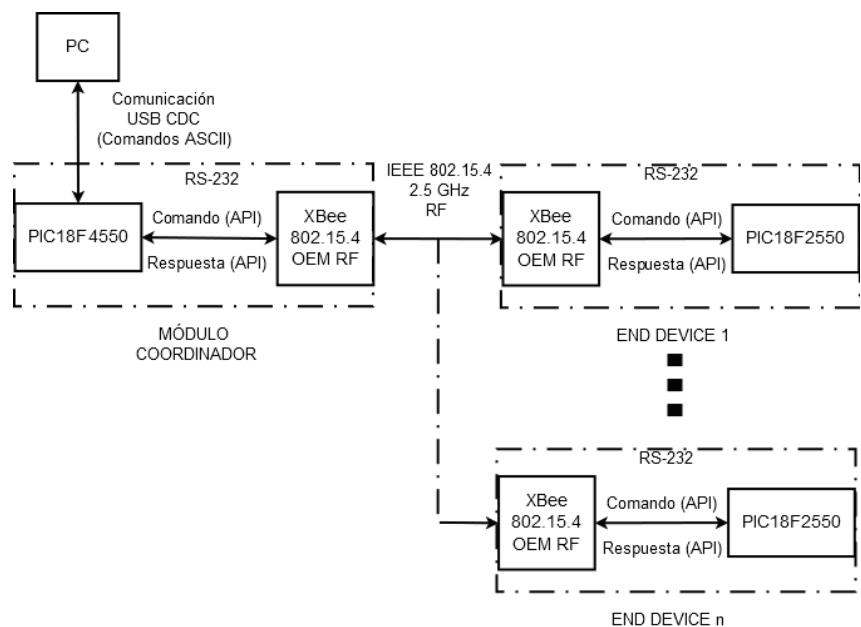 PC
Comunicación
USB CDC
(Comandos ASCII)
RS-232
PIC18F4550
Comando (API)
Respuesta (API)
XBee
802.15.4
OEM RF
MÓDULO
COORDINADOR
IEEE 802.15.4
2.5 GHz
RF
RS-232
XBee
802.15.4
OEM RF
Comando (API)
Respuesta (API)
PIC18F2550
END DEVICE 1
RS-232
XBee
802.15.4
OEM RF
Comando (API)
Respuesta (API)
PIC18F2550
END DEVICE n